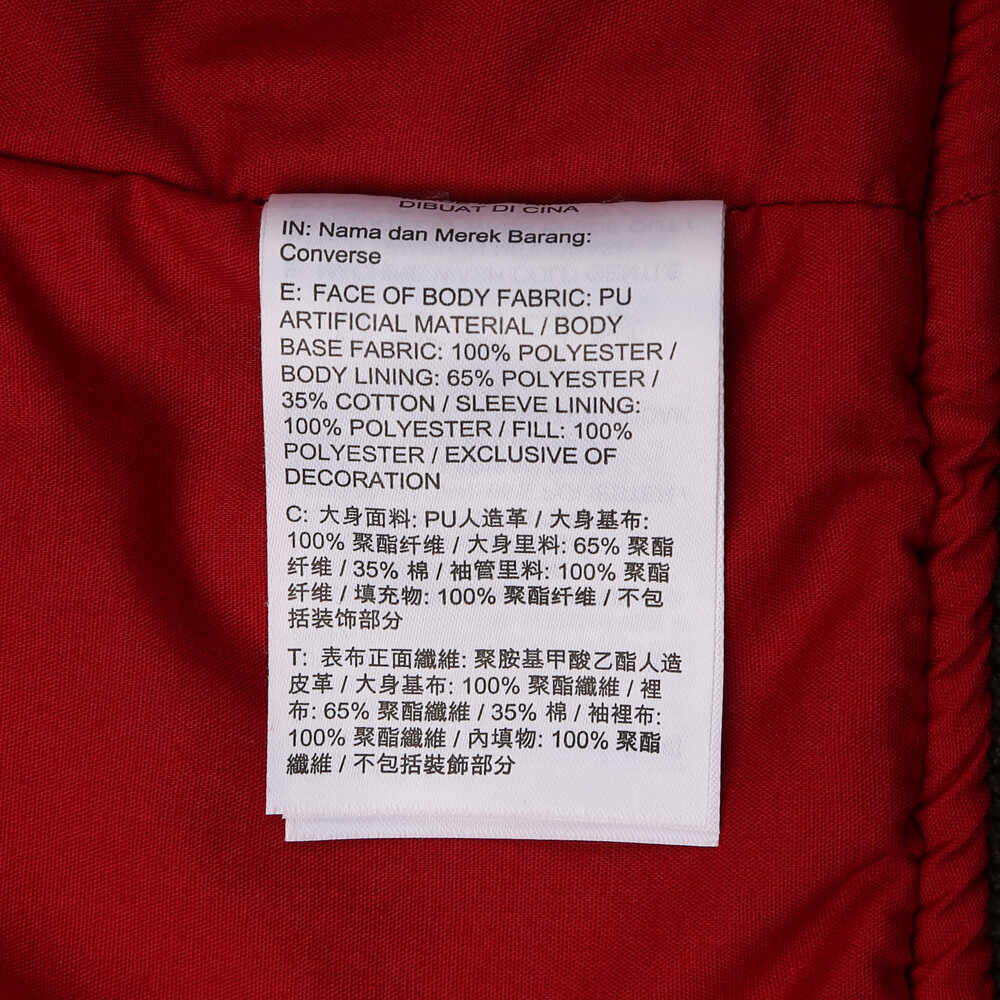 DIBUAT DI CINA
IN: Nama dan Merek Barang:
Converse
E: FACE OF BODY FABRIC: PU
ARTIFICIAL MATERIAL / BODY
BASE FABRIC: 100% POLYESTER /
BODY LINING: 65% POLYESTER /
35% COTTON / SLEEVE LINING:
100% POLYESTER / FILL: 100%
POLYESTER / EXCLUSIVE OF
DECORATION
C: 大身面料: PU人造革 / 大身基布:
100% 聚酯纤维 / 大身里料: 65% 聚酯
纤维 / 35% 棉 / 袖管里料: 100% 聚酯
纤维 / 填充物: 100% 聚酯纤维 / 不包
括装饰部分
T: 表布正面纖維: 聚胺基甲酸乙酯人造
皮革 / 大身基布: 100% 聚酯纖維 / 裡
布: 65% 聚酯纖維 / 35% 棉 / 袖裡布:
100% 聚酯纖維 / 內填物: 100% 聚酯
纖維 / 不包括裝飾部分